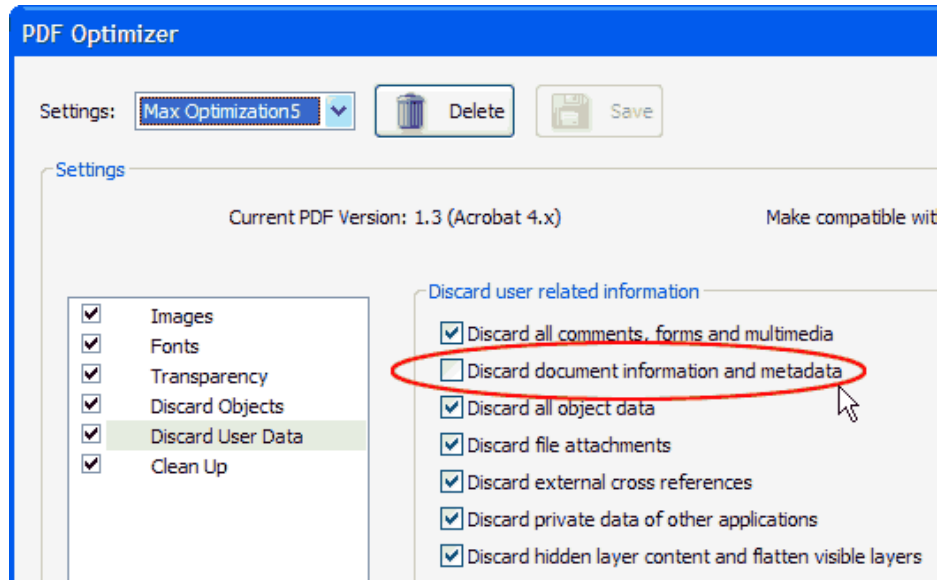 PDF Optimizer
Settings: Max Optimization5 Delete Save
Settings
Current PDF Version: 1.3 (Acrobat 4.x) Make compatible wit
Images
Fonts
Transparency
Discard Objects
Discard User Data
Clean Up
Discard user related information
Discard all comments, forms and multimedia
Discard document information and metadata
Discard all object data
Discard file attachments
Discard external cross references
Discard private data of other applications
Discard hidden layer content and flatten visible layers